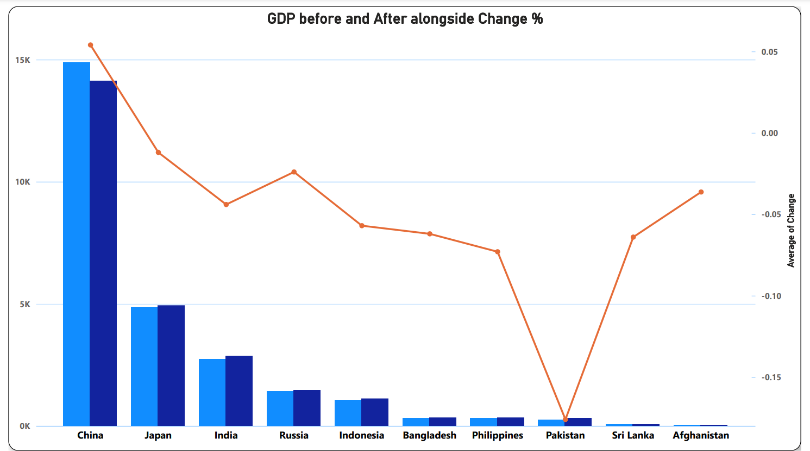 GDP before and After alongside Change %
15K
10K
5K
0K
0.05
0.00
-0.05
-0.10
-0.15
Average of Change
China Japan India Russia Indonesia Bangladesh Philippines Pakistan Sri Lanka Afghanistan